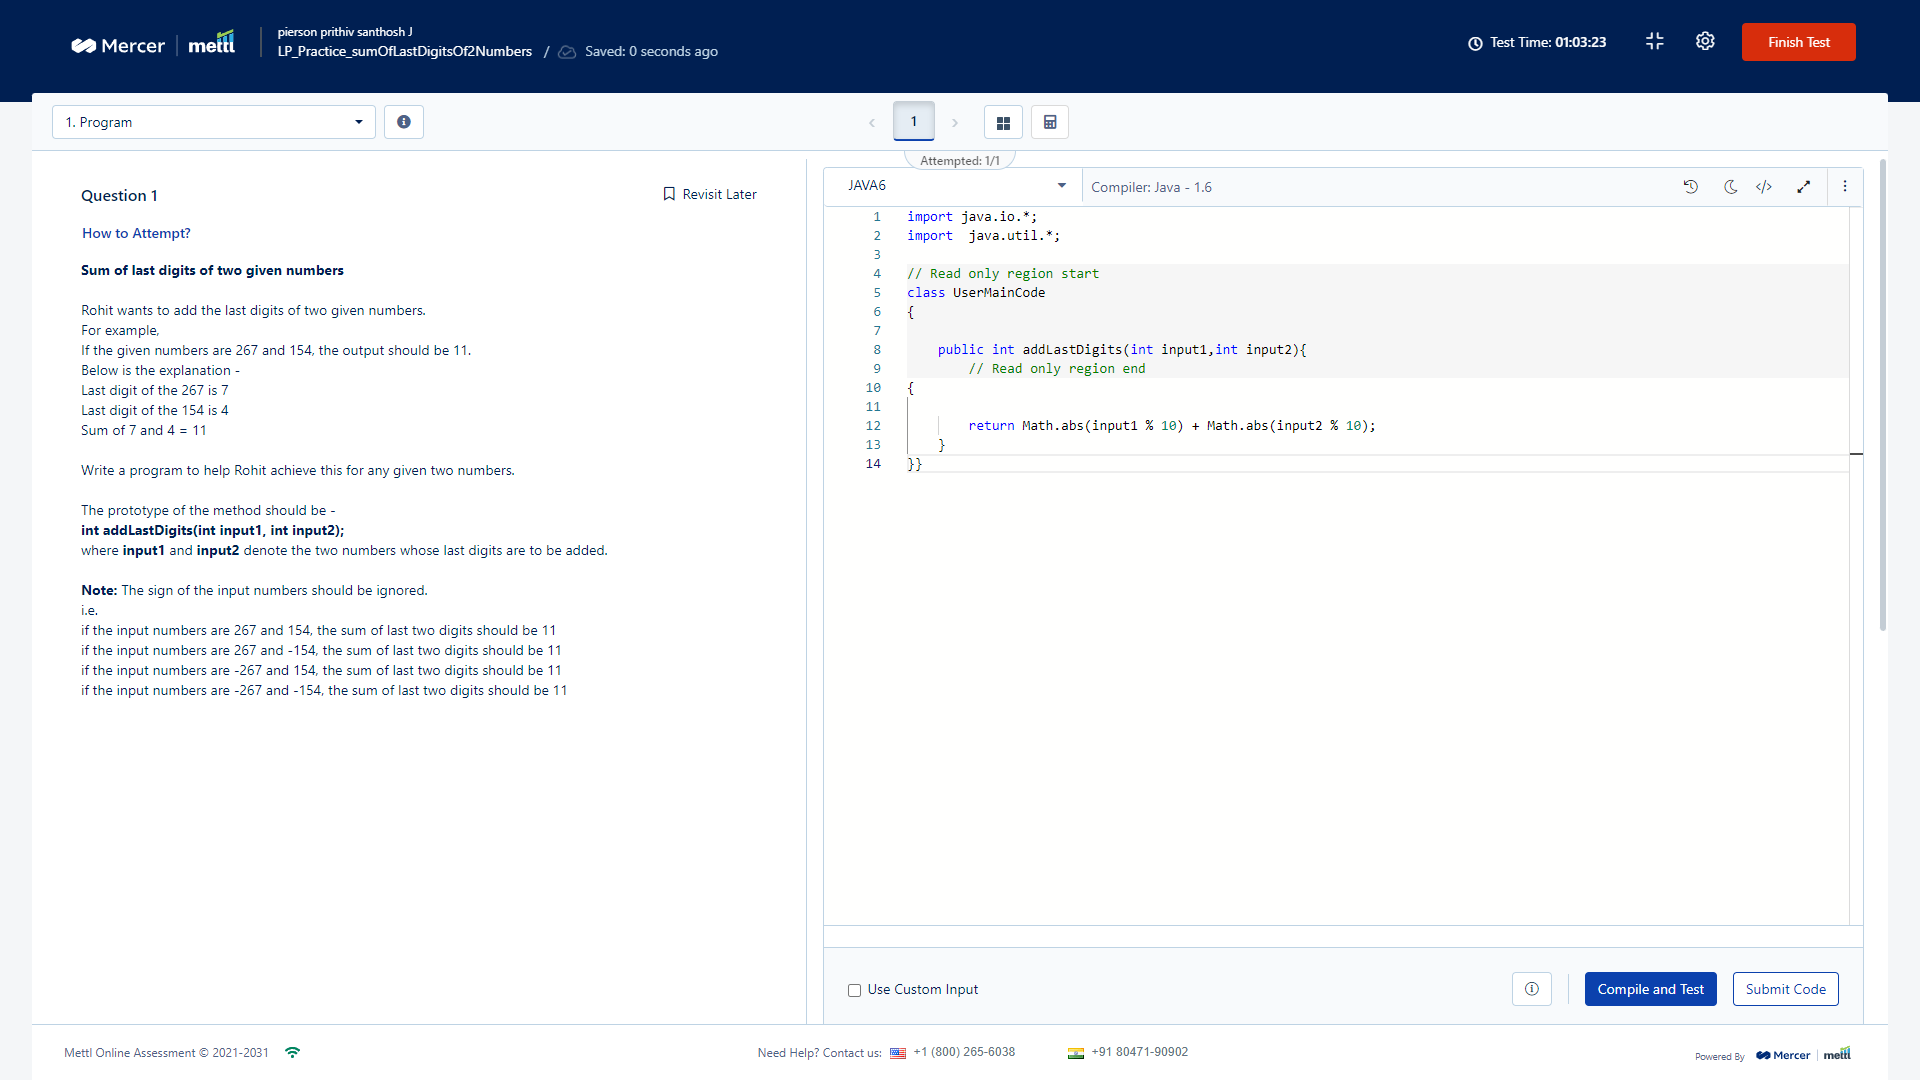 Mercer mettl
pierson prithiv santhosh J
LP_Practice_sumOfLastDigitsOf2Numbers / Saved: 0 seconds ago
Test Time: 01:03:23
Finish Test
1. Program
1
Attempted: 1/1
Question 1
Revisit Later
How to Attempt?
Sum of last digits of two given numbers
Rohit wants to add the last digits of two given numbers.
For example,
If the given numbers are 267 and 154, the output should be 11.
Below is the explanation -
Last digit of the 267 is 7
Last digit of the 154 is 4
Sum of 7 and 4 = 11
Write a program to help Rohit achieve this for any given two numbers.
The prototype of the method should be -
int addLastDigits(int input1, int input2);
where input1 and input2 denote the two numbers whose last digits are to be added.
Note: The sign of the input numbers should be ignored.
i.e.
if the input numbers are 267 and 154, the sum of last two digits should be 11
if the input numbers are 267 and -154, the sum of last two digits should be 11
if the input numbers are -267 and 154, the sum of last two digits should be 11
if the input numbers are -267 and -154, the sum of last two digits should be 11
JAVA6
Compiler: Java - 1.6
1 import java.io.*;
2 import  java.util.*;
3
4 // Read only region start
5 class UserMainCode
6 {
7
8     public int addLastDigits(int input1,int input2){
9         // Read only region end
10 {
11
12         return Math.abs(input1 % 10) + Math.abs(input2 % 10);
13     }
14 }}
Use Custom Input
Compile and Test
Submit Code
Mettl Online Assessment © 2021-2031
Need Help? Contact us: +1 (800) 265-6038
+91 80471-90902
Powered By Mercer mettl